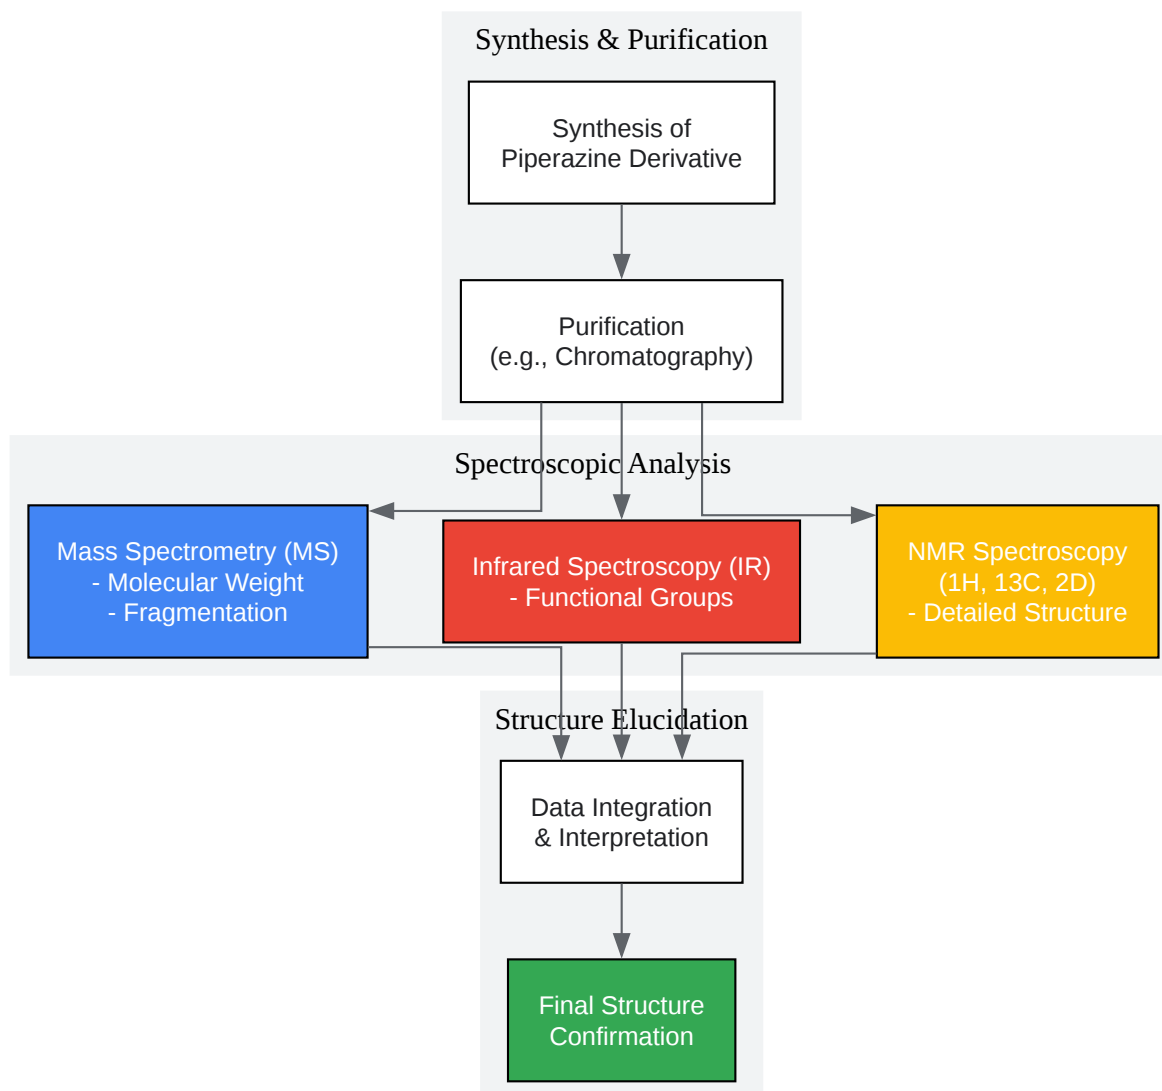 Synthesis & Purification
Synthesis of
Piperazine Derivative
Purification
(e.g., Chromatography)
Spectroscopic Analysis
Mass Spectrometry (MS)
- Molecular Weight
- Fragmentation
Infrared Spectroscopy (IR)
- Functional Groups
NMR Spectroscopy
(1H, 13C, 2D)
- Detailed Structure
Structure Elucidation
Data Integration
& Interpretation
Final Structure
Confirmation